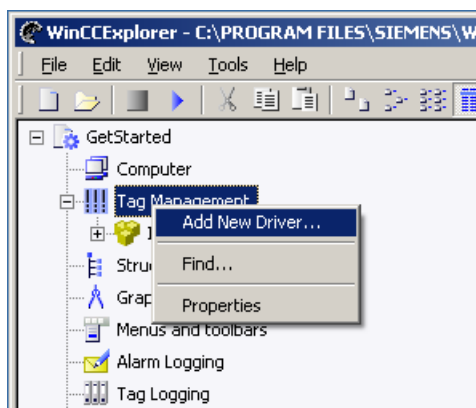 WinCCExplorer - C:\PROGRAM FILES\SIEMENS\W
File Edit View Tools Help
GetStarted
Computer
Tag Management
Add New Driver...
Find...
Properties
Menus and toolbars
Alarm Logging
Tag Logging